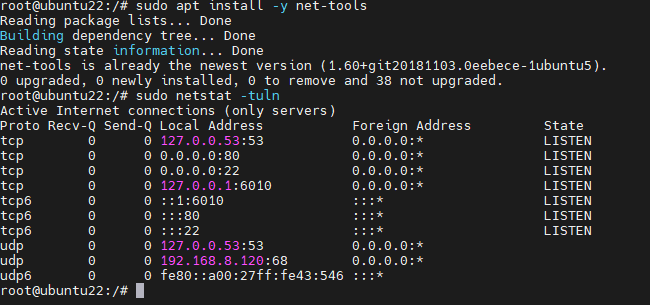 root@ubuntu22:/# sudo apt install -y net-tools
Reading package lists... Done
Building dependency tree... Done
Reading state information... Done
net-tools is already the newest version (1.60+git20181103.0eebece-1ubuntu5).
0 upgraded, 0 newly installed, 0 to remove and 38 not upgraded.
root@ubuntu22:/# sudo netstat -tuln
Active Internet connections (only servers)
Proto Recv-Q Send-Q Local Address           Foreign Address         State
tcp        0      0 127.0.0.53:53           0.0.0.0:*               LISTEN
tcp        0      0 0.0.0.0:80              0.0.0.0:*               LISTEN
tcp        0      0 0.0.0.0:22              0.0.0.0:*               LISTEN
tcp        0      0 127.0.0.1:6010          0.0.0.0:*               LISTEN
tcp6       0      0 ::1:6010                :::*                    LISTEN
tcp6       0      0 :::80                   :::*                    LISTEN
tcp6       0      0 :::22                   :::*                    LISTEN
udp        0      0 127.0.0.53:53           0.0.0.0:*
udp        0      0 192.168.8.120:68        0.0.0.0:*
udp6       0      0 fe80::a00:27ff:fe43:546 :::*
root@ubuntu22:/#